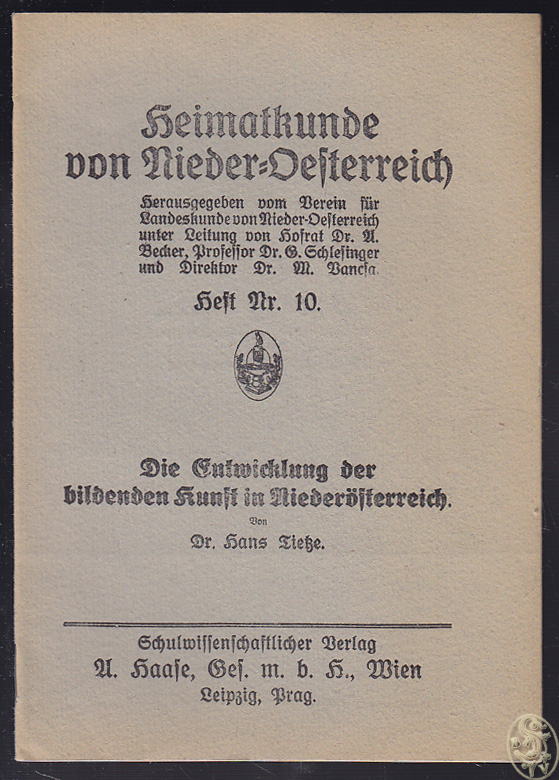 Heimatkunde
von Nieder-Oesterreich
Herausgegeben vom Verein für
Landeskunde von Nieder-Oesterreich
unter Leitung von Hofrat Dr. A.
Becker, Professor Dr. G. Schlesinger
und Direktor Dr. M. Vancsa.
Heft Nr. 10.
Die Entwicklung der
bildenden Kunst in Niederösterreich.
Von
Dr. Hans Tietze.
Schulwissenschaftlicher Verlag
A. Haase, Ges. m. b. H., Wien
Leipzig, Prag.